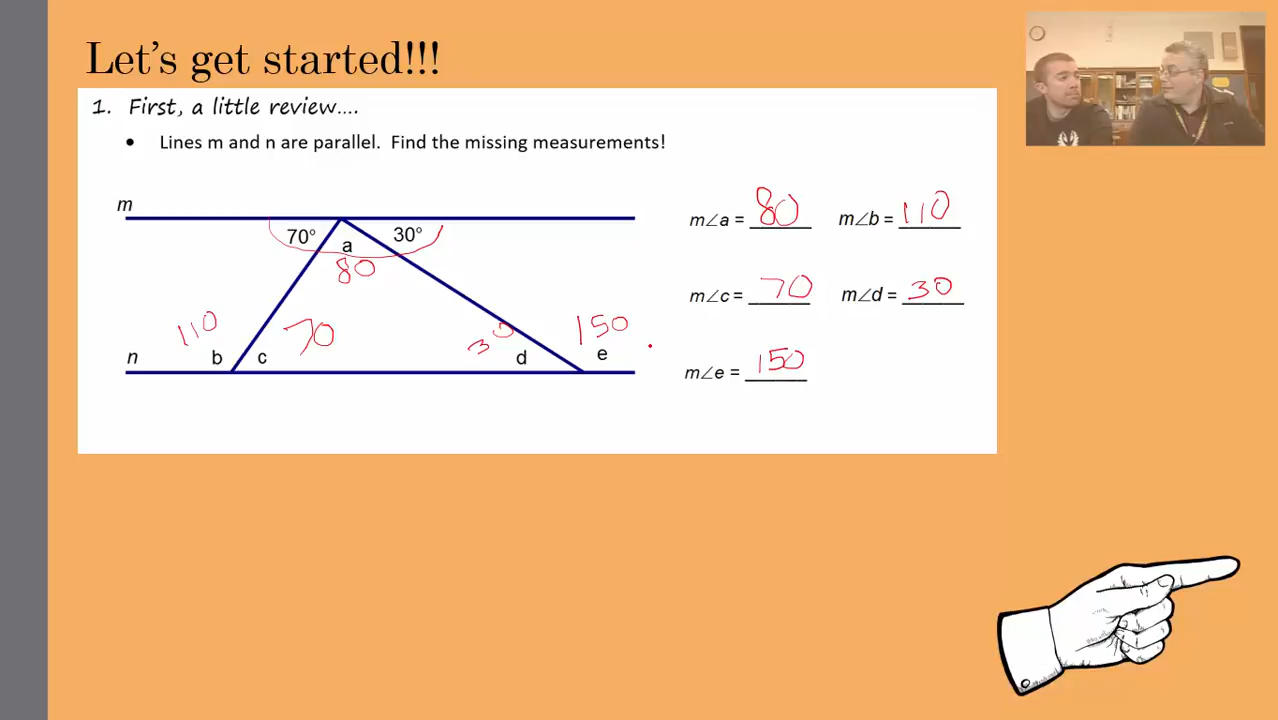 Let's get started!!!
1. First, a little review....
• Lines m and n are parallel. Find the missing measurements!
m
70° a 30°
80
m∠a = 80 m∠b = 110
m∠c = 70 m∠d = 30
110 70 30 150
n b c d e
m∠e = 150